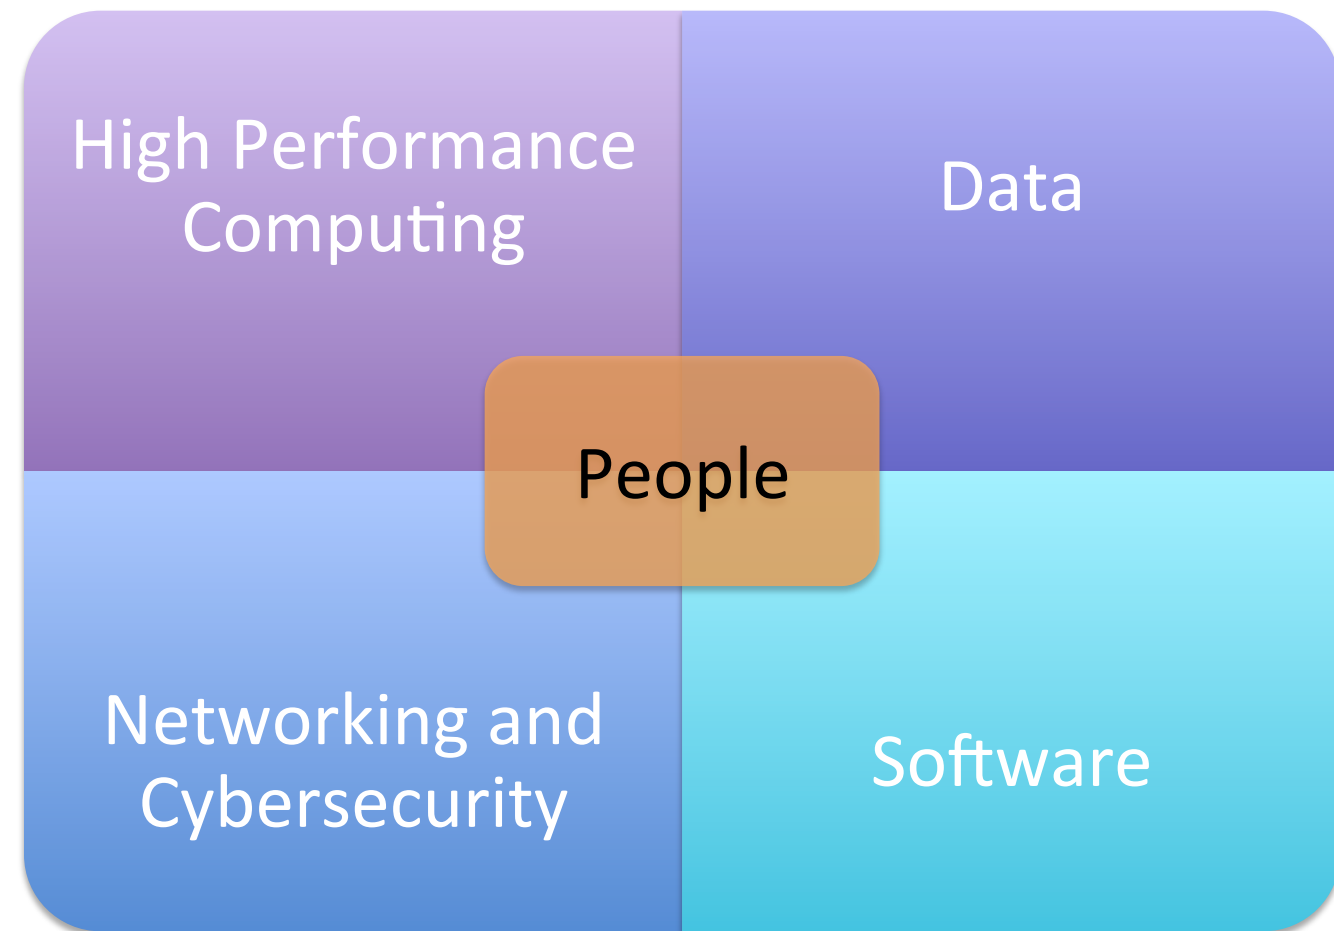 High Performance
Computing
Data
People
Networking and
Cybersecurity
Software